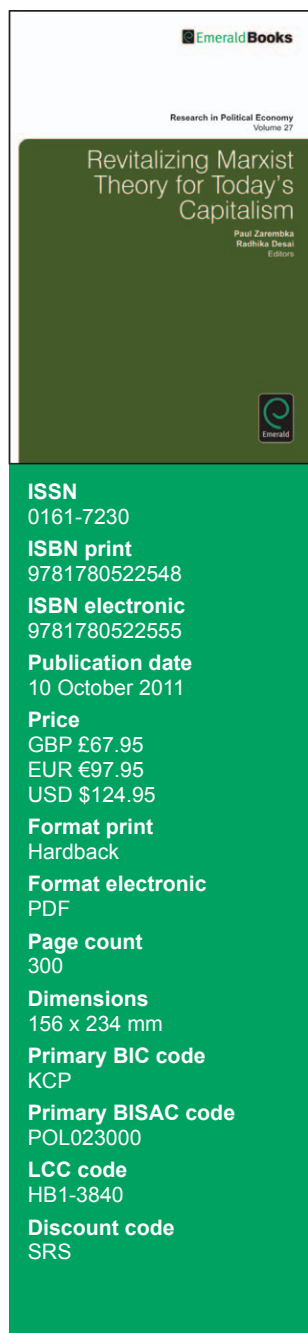 Emerald Books
Research in Political Economy
Volume 27
Revitalizing Marxist
Theory for Today's
Capitalism
Paul Zarembka
Radhika Desai
Editors
Emerald
ISSN
0161-7230
ISBN print
9781780522548
ISBN electronic
9781780522555
Publication date
10 October 2011
Price
GBP £67.95
EUR €97.95
USD $124.95
Format print
Hardback
Format electronic
PDF
Page count
300
Dimensions
156 x 234 mm
Primary BIC code
KCP
Primary BISAC code
POL023000
LCC code
HB1-3840
Discount code
SRS